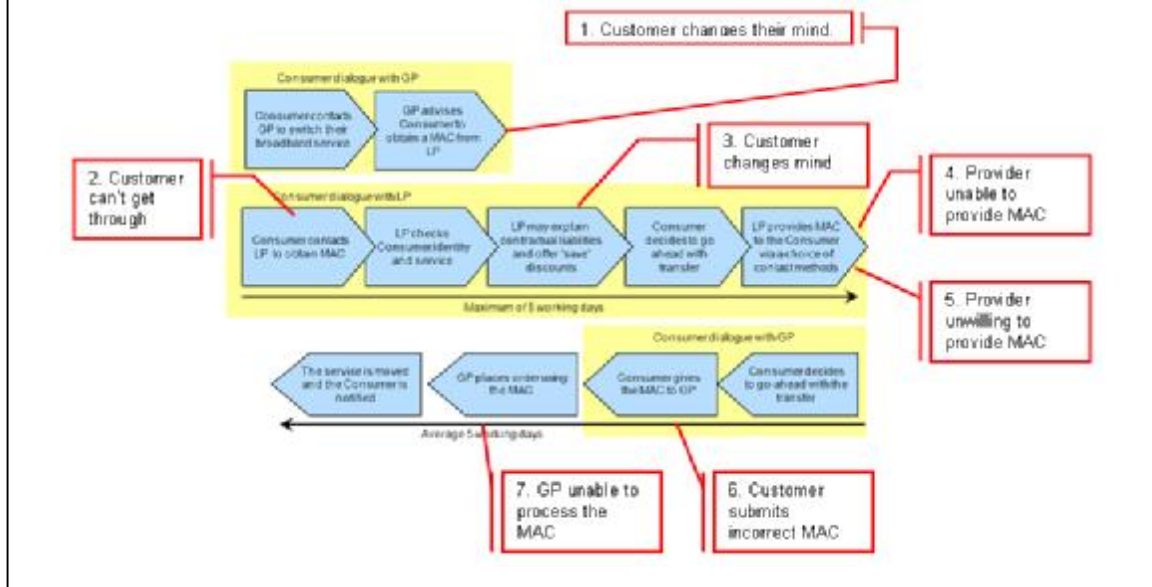 1. Customer changes their mind.
Consumer dialogue with GP
Consumer contacts
GP to switch their
broadband service
GP advises
Consumer to
obtain a MAC from
LP
2. Customer
can't get
through
3. Customer
changes mind
4. Provider
unable to
provide MAC
Consumer dialogue with LP
Consumer contacts
LP to obtain MAC
LP checks
Consumer identity
and service
LP may explain
contractual liabilities
and offer "save"
discounts
Consumer
decides to go
ahead with
transfer
LP provides MAC
to the Consumer
via a choice of
contact methods
Maximum of 5 working days
5. Provider
unwilling to
provide MAC
Consumer dialogue with GP
The service is moved
and the Consumer is
notified
GP places order using
the MAC
Consumer gives
the MAC to GP
Consumer decides
to go-ahead with the
transfer
Average 5 working days
7. GP unable to
process the
MAC
6. Customer
submits
incorrect MAC